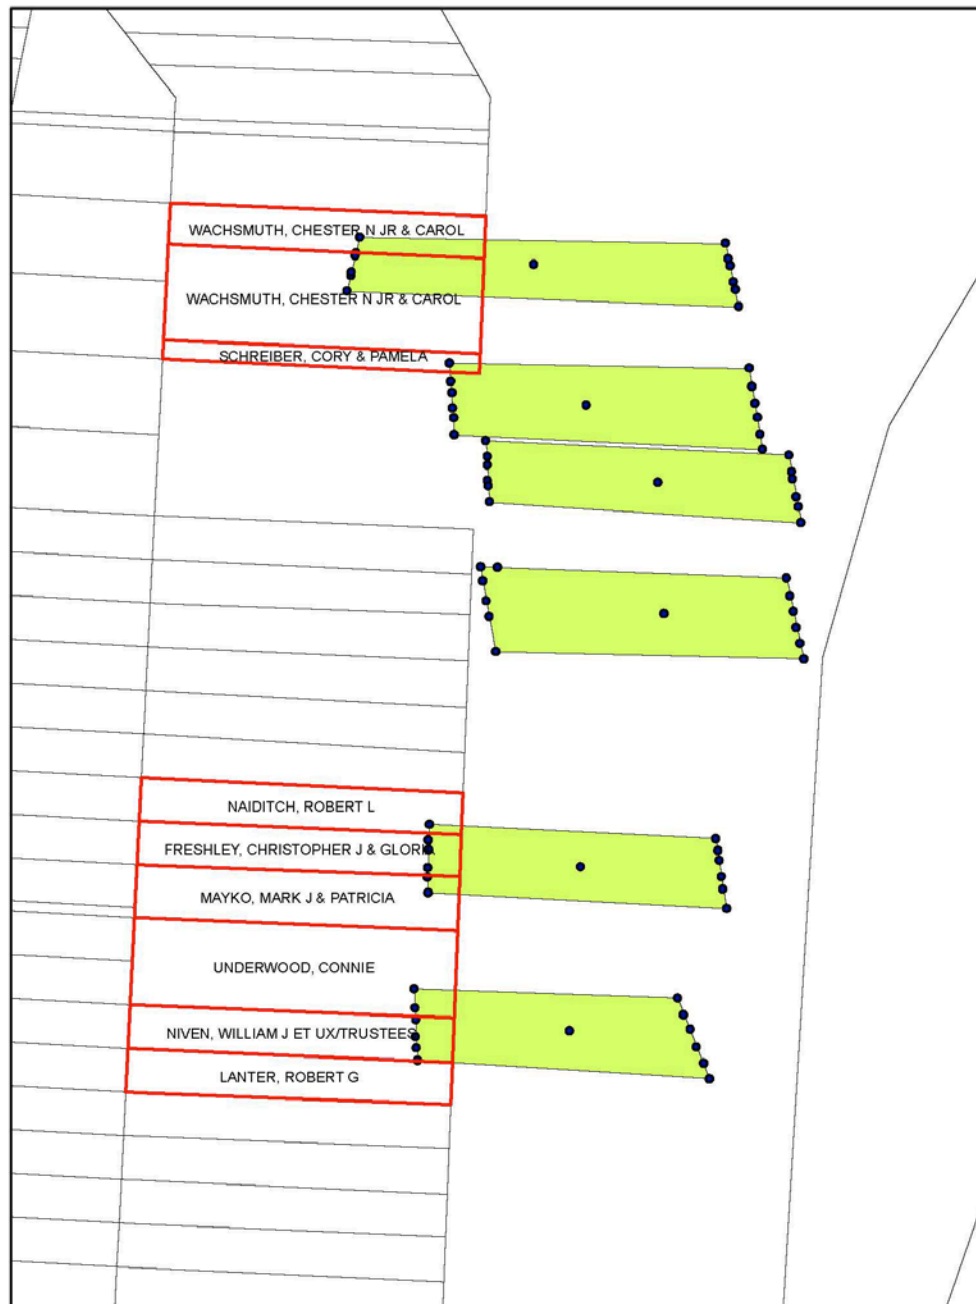 WACHSMUTH, CHESTER N JR & CAROL
WACHSMUTH, CHESTER N JR & CAROL
SCHREIBER, CORY & PAMELA
NAIDITCH, ROBERT L
FRESHLEY, CHRISTOPHER J & GLORIA
MAYKO, MARK J & PATRICIA
UNDERWOOD, CONNIE
NIVEN, WILLIAM J ET UX/TRUSTEES
LANTER, ROBERT G